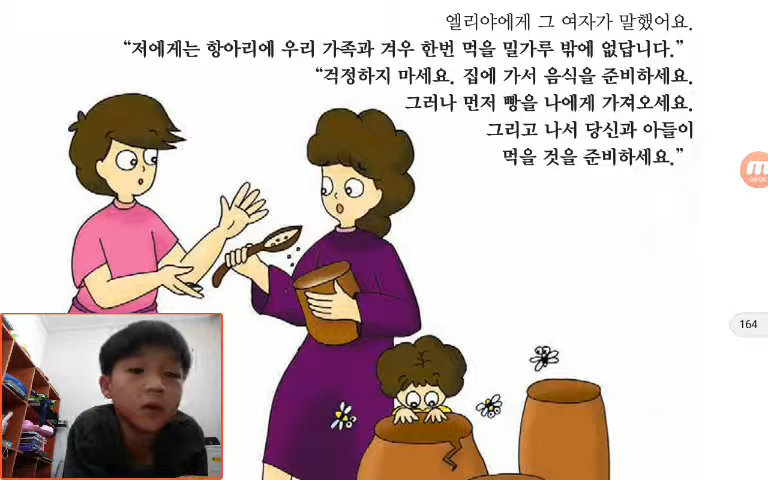 엘리야에게 그 여자가 말했어요.
“저에게는 항아리에 우리 가족과 겨우 한번 먹을 밀가루 밖에 없답니다.”
“걱정하지 마세요. 집에 가서 음식을 준비하세요.
그러나 먼저 빵을 나에게 가져오세요.
그리고 나서 당신과 아들이
먹을 것을 준비하세요.”
164